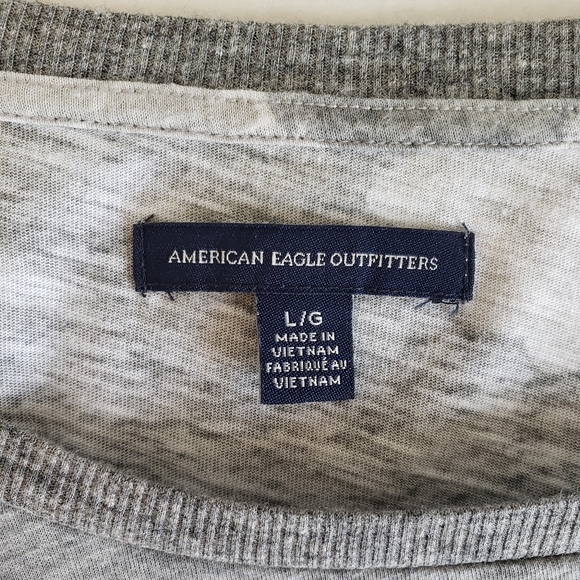 AMERICAN EAGLE OUTFITTERS
L/G
MADE IN
VIETNAM
FABRIQUÉ AU
VIETNAM